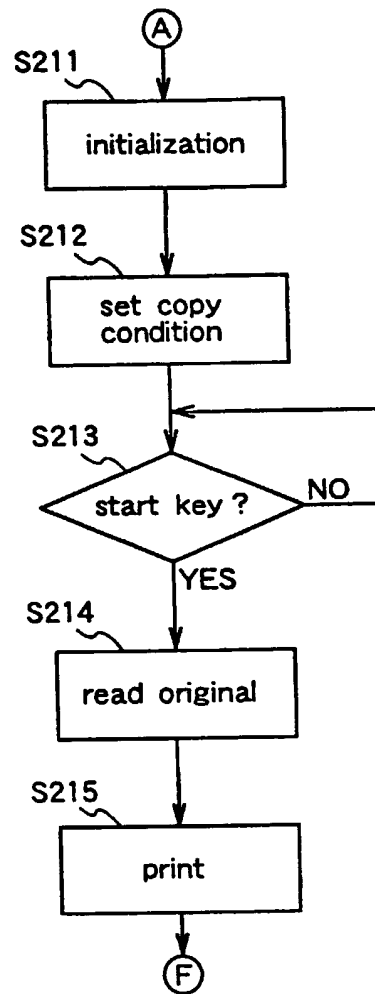 A
S211
initialization
S212
set copy
condition
S213
start key ?
NO
YES
S214
read original
S215
print
F